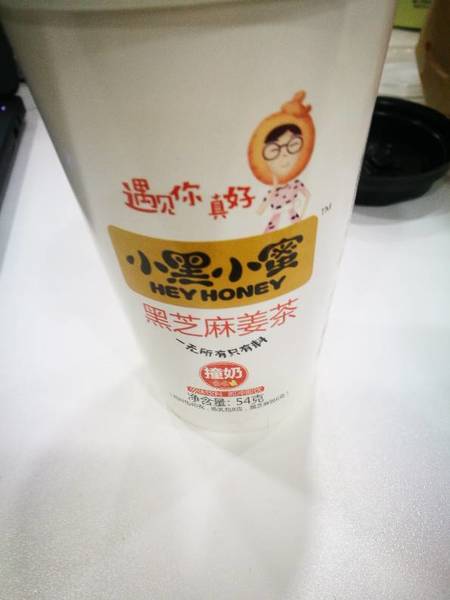 遇见你 真好
TM
小黑小蜜
HEY HONEY
黑芝麻姜茶
一无所有只有料
撞奶
净含量: 54克